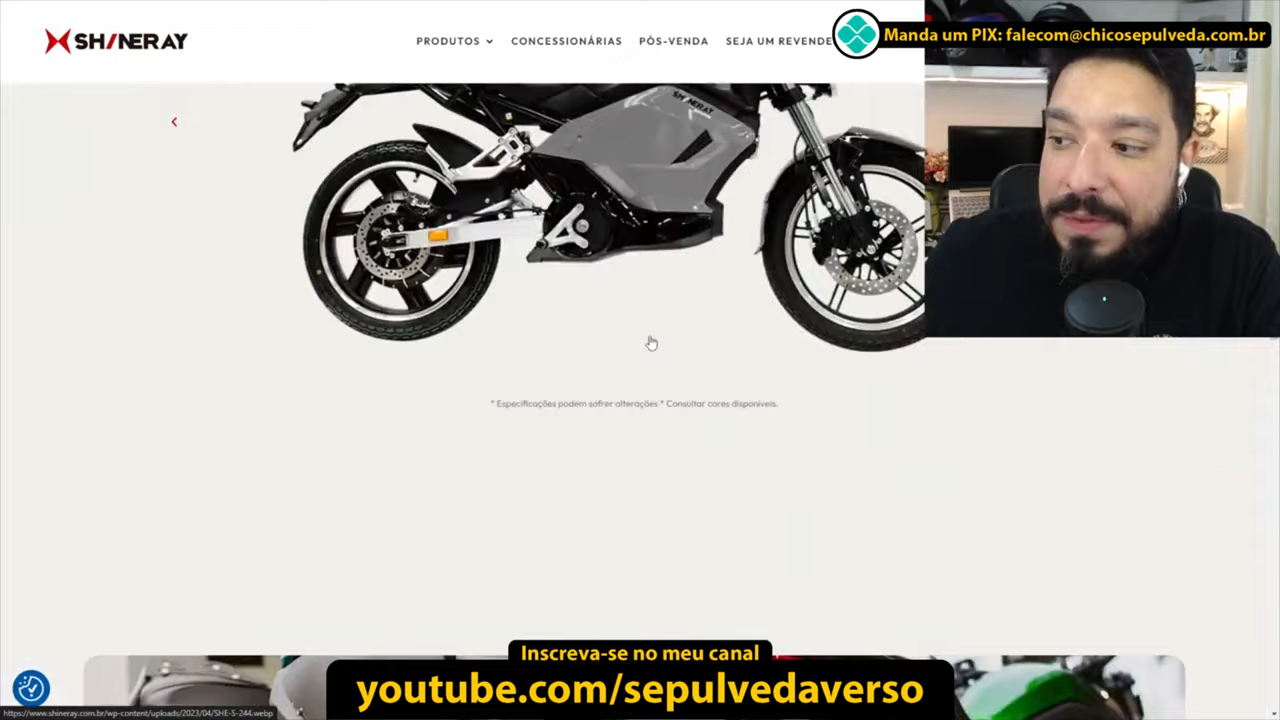 SHINERAY
PRODUTOS
CONCESSIONÁRIAS
PÓS-VENDA
SEJA UM REVENDE
Manda um PIX: falecom@chicosepulveda.com.br
SHINERAY
* Especificações podem sofrer alterações * Consultar cores disponíveis.
Inscreva-se no meu canal
youtube.com/sepulvedaverso
https://www.shineray.com.br/wp-content/uploads/2023/04/SHE-S-244.webp